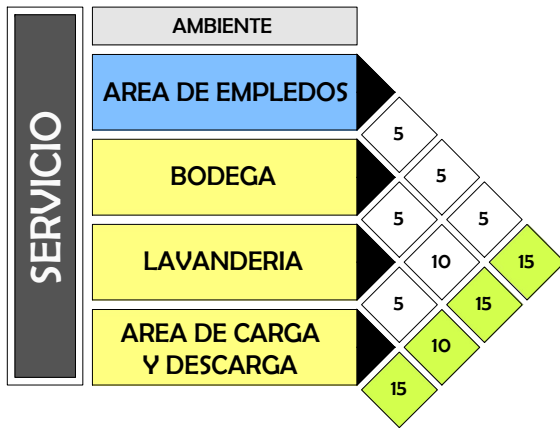 SERVICIO
AMBIENTE
AREA DE EMPLEDOS
BODEGA
LAVANDERIA
AREA DE CARGA
Y DESCARGA
5
5
5
5
15
10
15
5
10
15